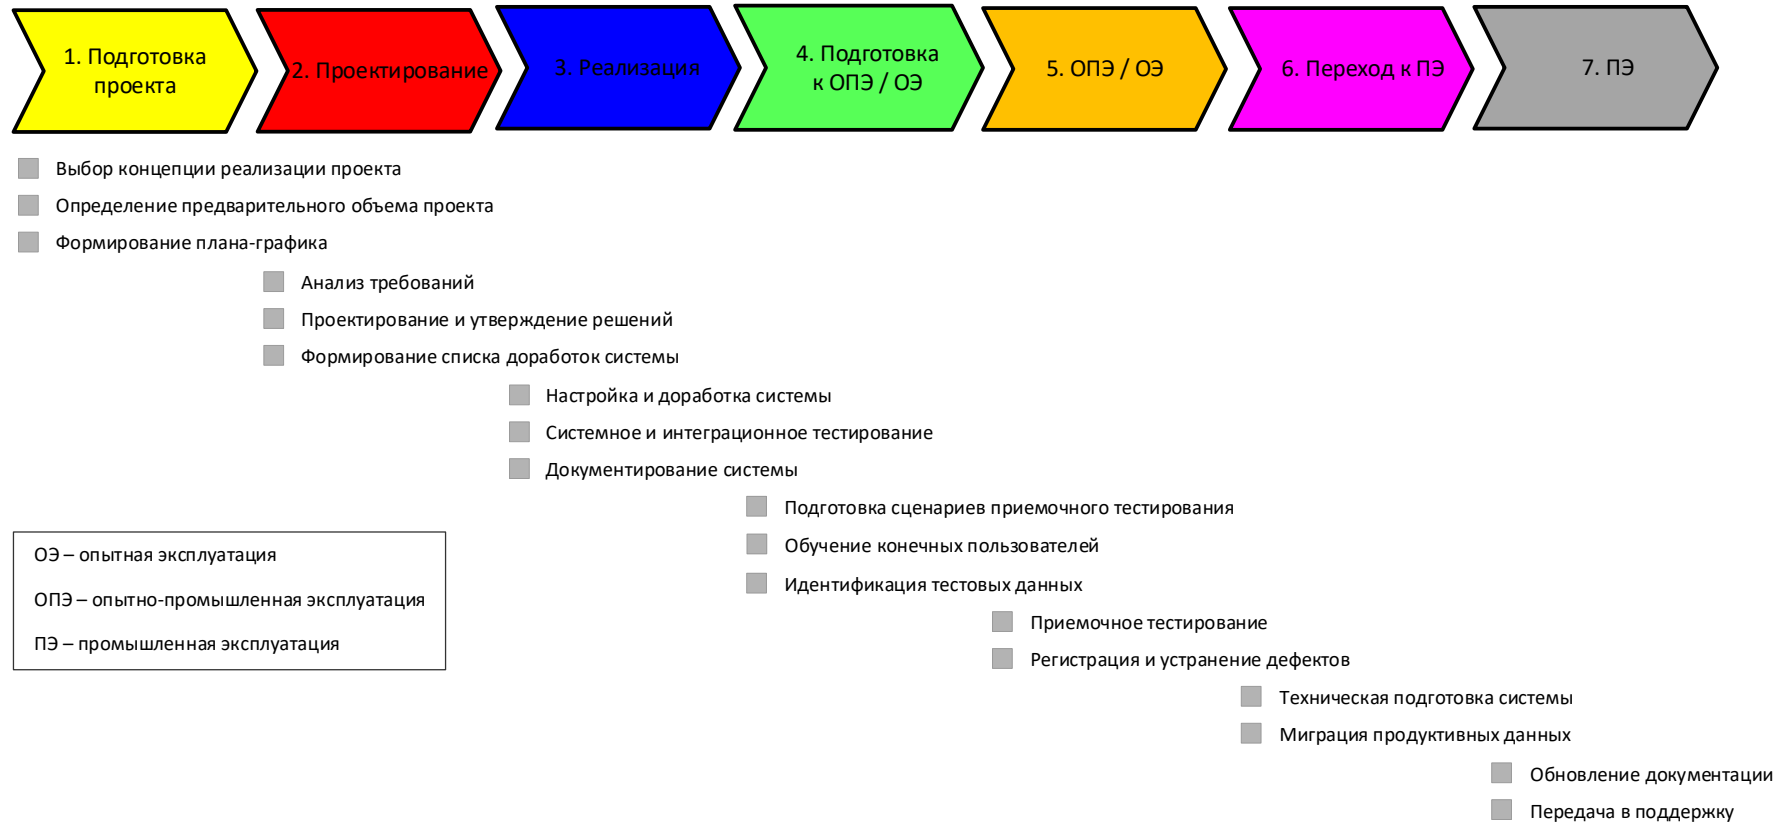 1. Подготовка
проекта
2. Проектирование
3. Реализация
4. Подготовка
к ОПЭ / ОЭ
5. ОПЭ / ОЭ
6. Переход к ПЭ
7. ПЭ
Выбор концепции реализации проекта
Определение предварительного объема проекта
Формирование плана-графика
Анализ требований
Проектирование и утверждение решений
Формирование списка доработок системы
Настройка и доработка системы
Системное и интеграционное тестирование
Документирование системы
Подготовка сценариев приемочного тестирования
Обучение конечных пользователей
Идентификация тестовых данных
Приемочное тестирование
Регистрация и устранение дефектов
Техническая подготовка системы
Миграция продуктивных данных
Обновление документации
Передача в поддержку
ОЭ – опытная эксплуатация
ОПЭ – опытно-промышленная эксплуатация
ПЭ – промышленная эксплуатация